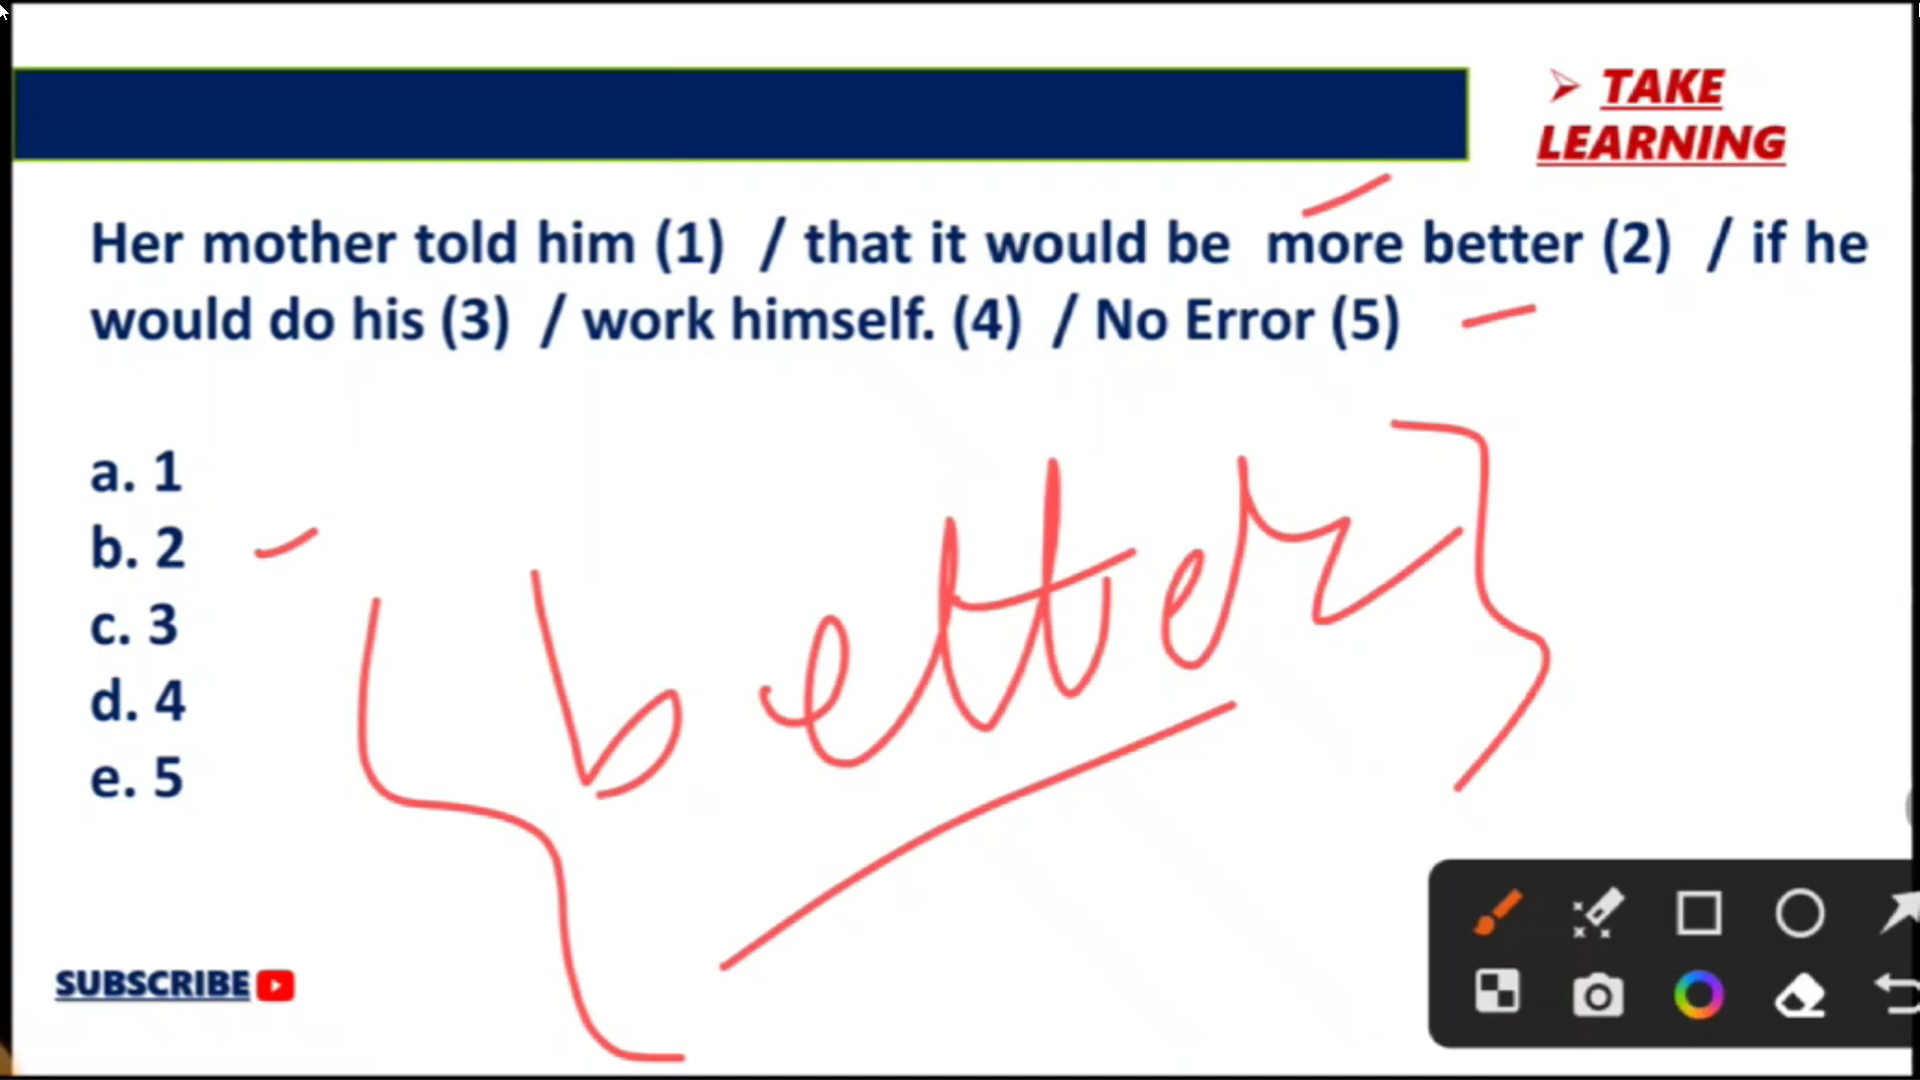 TAKE
LEARNING
Her mother told him (1) / that it would be more better (2) / if he
would do his (3) / work himself. (4) / No Error (5)
a. 1
b. 2
c. 3
d. 4
e. 5
better
SUBSCRIBE